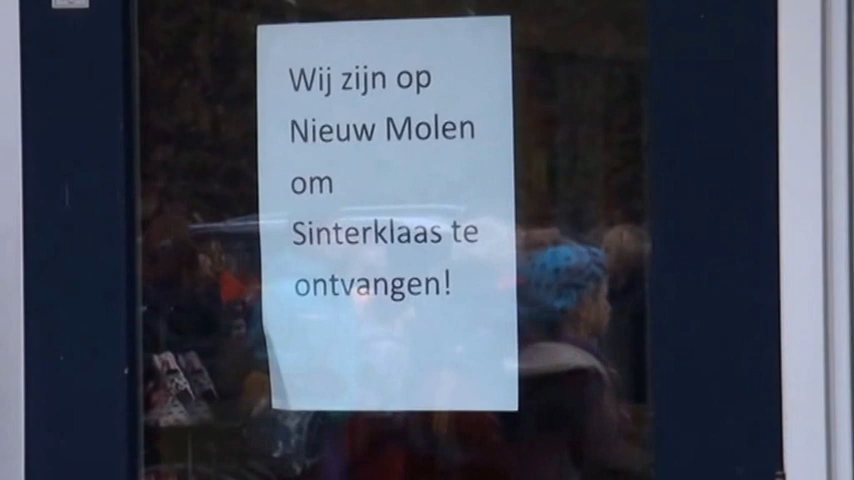 Wij zijn op
Nieuw Molen
om
Sinterklaas te
ontvangen!